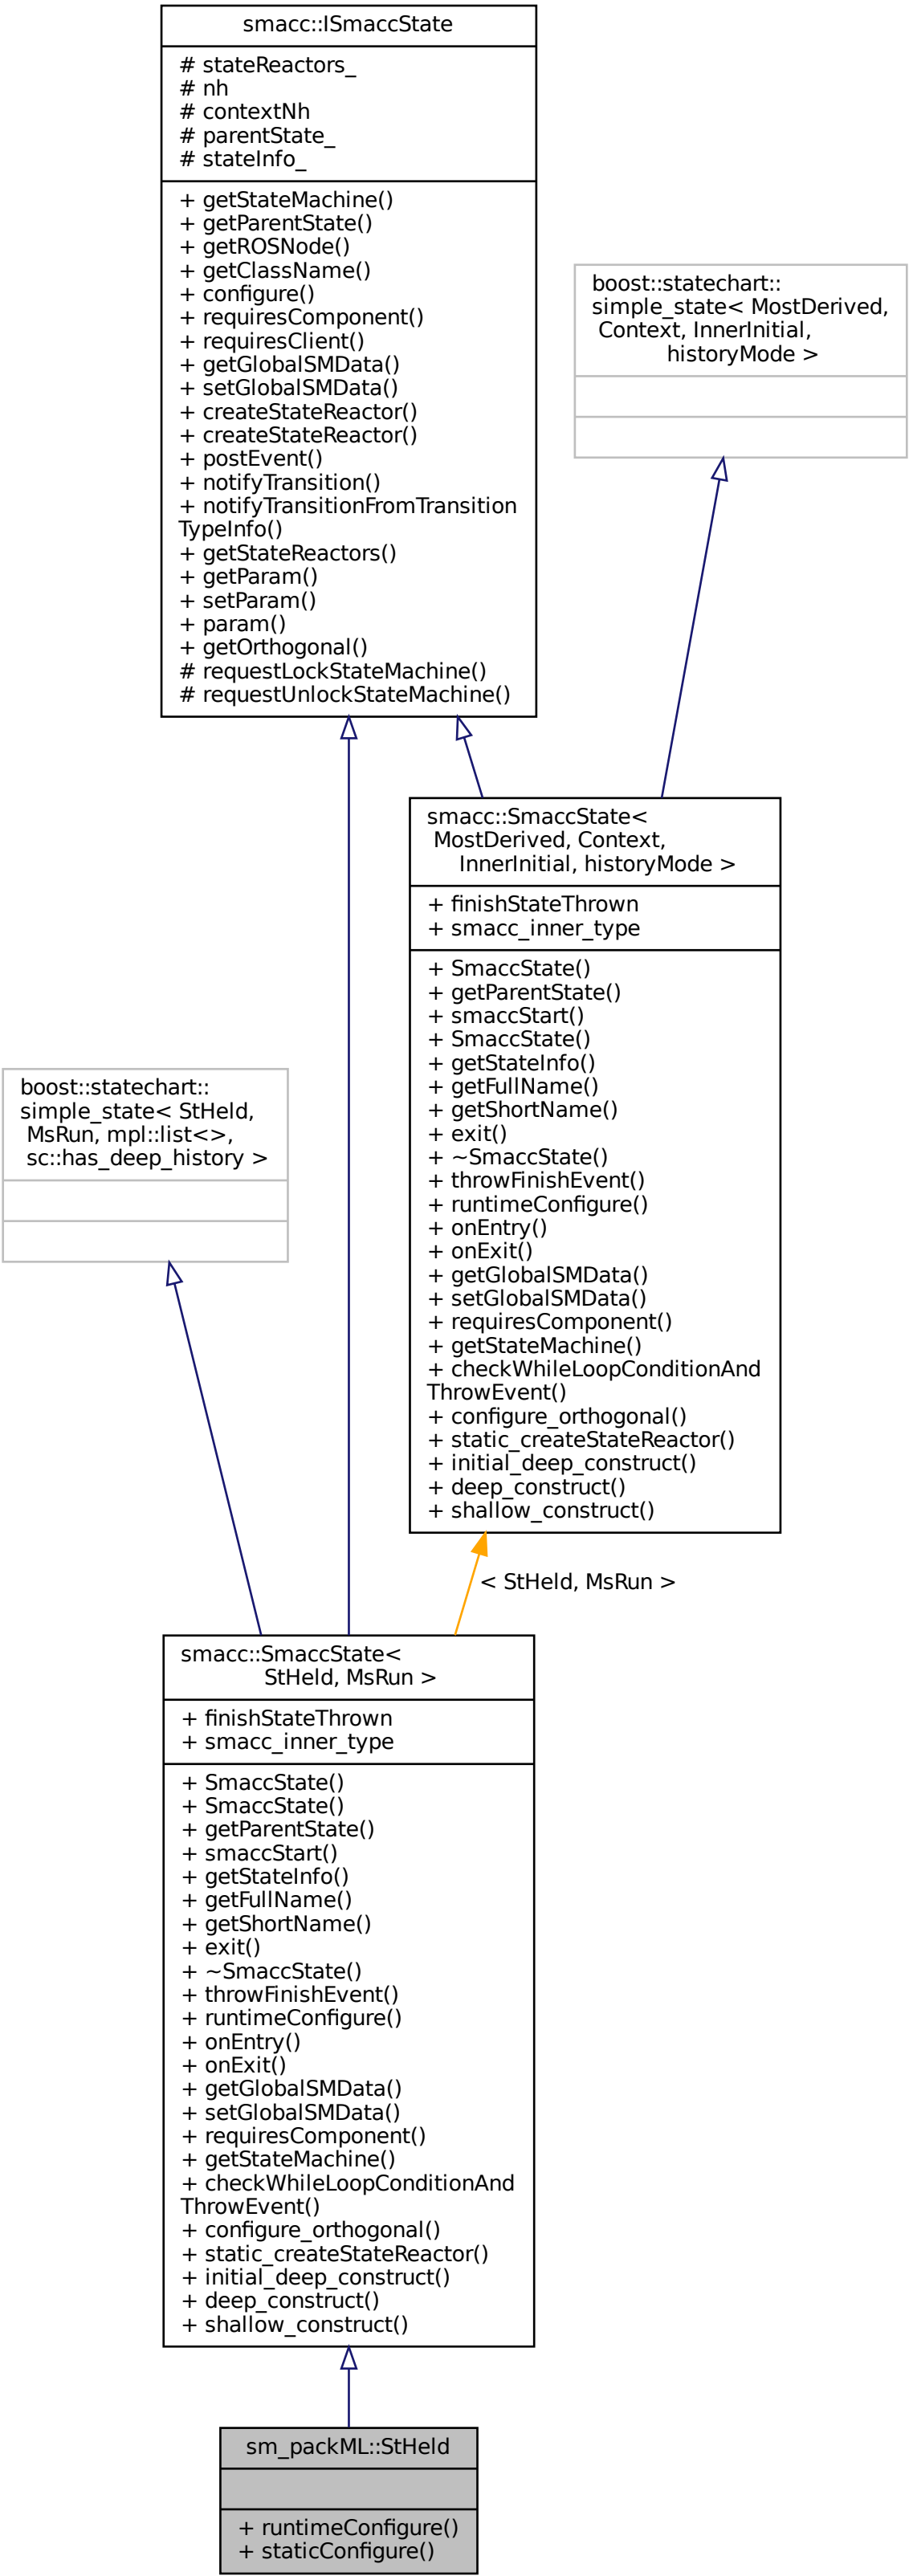 smacc::ISmaccState
# stateReactors_
# nh
# contextNh
# parentState_
# stateInfo_
+ getStateMachine()
+ getParentState()
+ getROSNode()
+ getClassName()
+ configure()
+ requiresComponent()
+ requiresClient()
+ getGlobalSMData()
+ setGlobalSMData()
+ createStateReactor()
+ createStateReactor()
+ postEvent()
+ notifyTransition()
+ notifyTransitionFromTransition
TypeInfo()
+ getStateReactors()
+ getParam()
+ setParam()
+ param()
+ getOrthogonal()
# requestLockStateMachine()
# requestUnlockStateMachine()
boost::statechart::
simple_state< MostDerived,
Context, InnerInitial,
historyMode >
smacc::SmaccState<
MostDerived, Context,
InnerInitial, historyMode >
+ finishStateThrown
+ smacc_inner_type
+ SmaccState()
+ getParentState()
+ smaccStart()
+ SmaccState()
+ getStateInfo()
+ getFullName()
+ getShortName()
+ exit()
+ ~SmaccState()
+ throwFinishEvent()
+ runtimeConfigure()
+ onEntry()
+ onExit()
+ getGlobalSMData()
+ setGlobalSMData()
+ requiresComponent()
+ getStateMachine()
+ checkWhileLoopConditionAnd
ThrowEvent()
+ configure_orthogonal()
+ static_createStateReactor()
+ initial_deep_construct()
+ deep_construct()
+ shallow_construct()
boost::statechart::
simple_state< StHeld,
MsRun, mpl::list<>,
sc::has_deep_history >
< StHeld, MsRun >
smacc::SmaccState<
StHeld, MsRun >
+ finishStateThrown
+ smacc_inner_type
+ SmaccState()
+ SmaccState()
+ getParentState()
+ smaccStart()
+ getStateInfo()
+ getFullName()
+ getShortName()
+ exit()
+ ~SmaccState()
+ throwFinishEvent()
+ runtimeConfigure()
+ onEntry()
+ onExit()
+ getGlobalSMData()
+ setGlobalSMData()
+ requiresComponent()
+ getStateMachine()
+ checkWhileLoopConditionAnd
ThrowEvent()
+ configure_orthogonal()
+ static_createStateReactor()
+ initial_deep_construct()
+ deep_construct()
+ shallow_construct()
sm_packML::StHeld
+ runtimeConfigure()
+ staticConfigure()